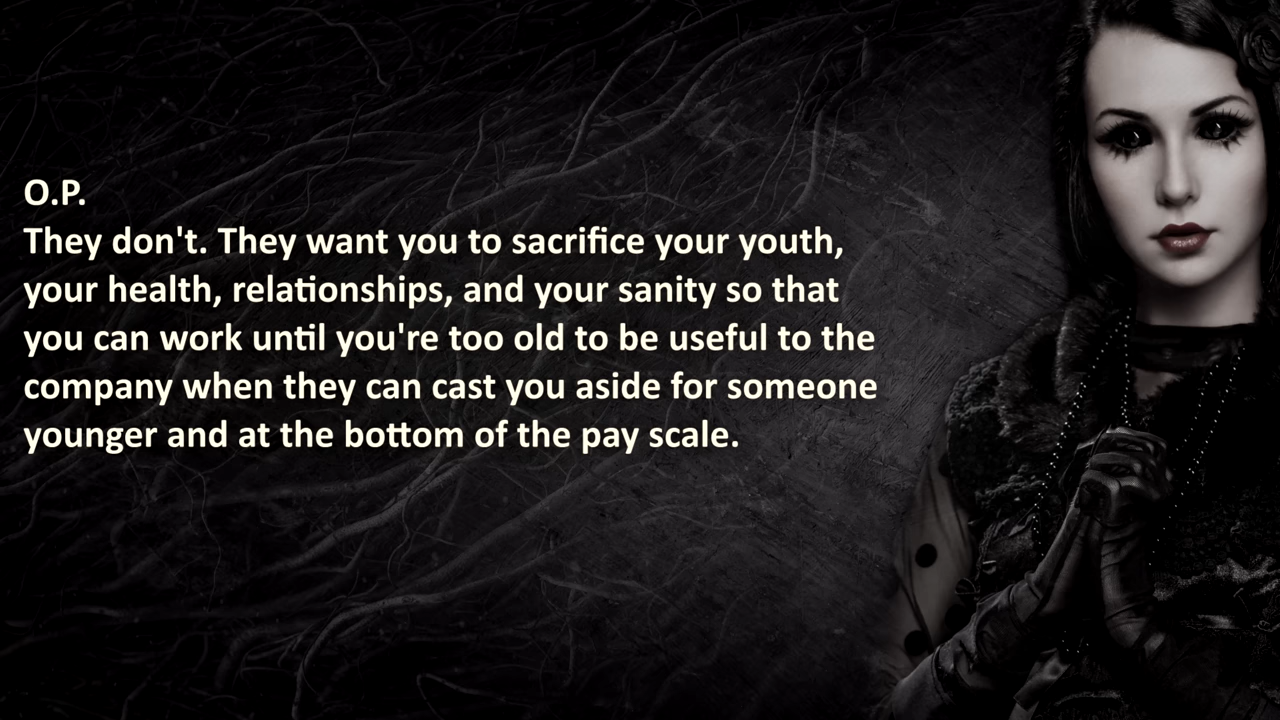 O.P.
They don't. They want you to sacrifice your youth,
your health, relationships, and your sanity so that
you can work until you're too old to be useful to the
company when they can cast you aside for someone
younger and at the bottom of the pay scale.